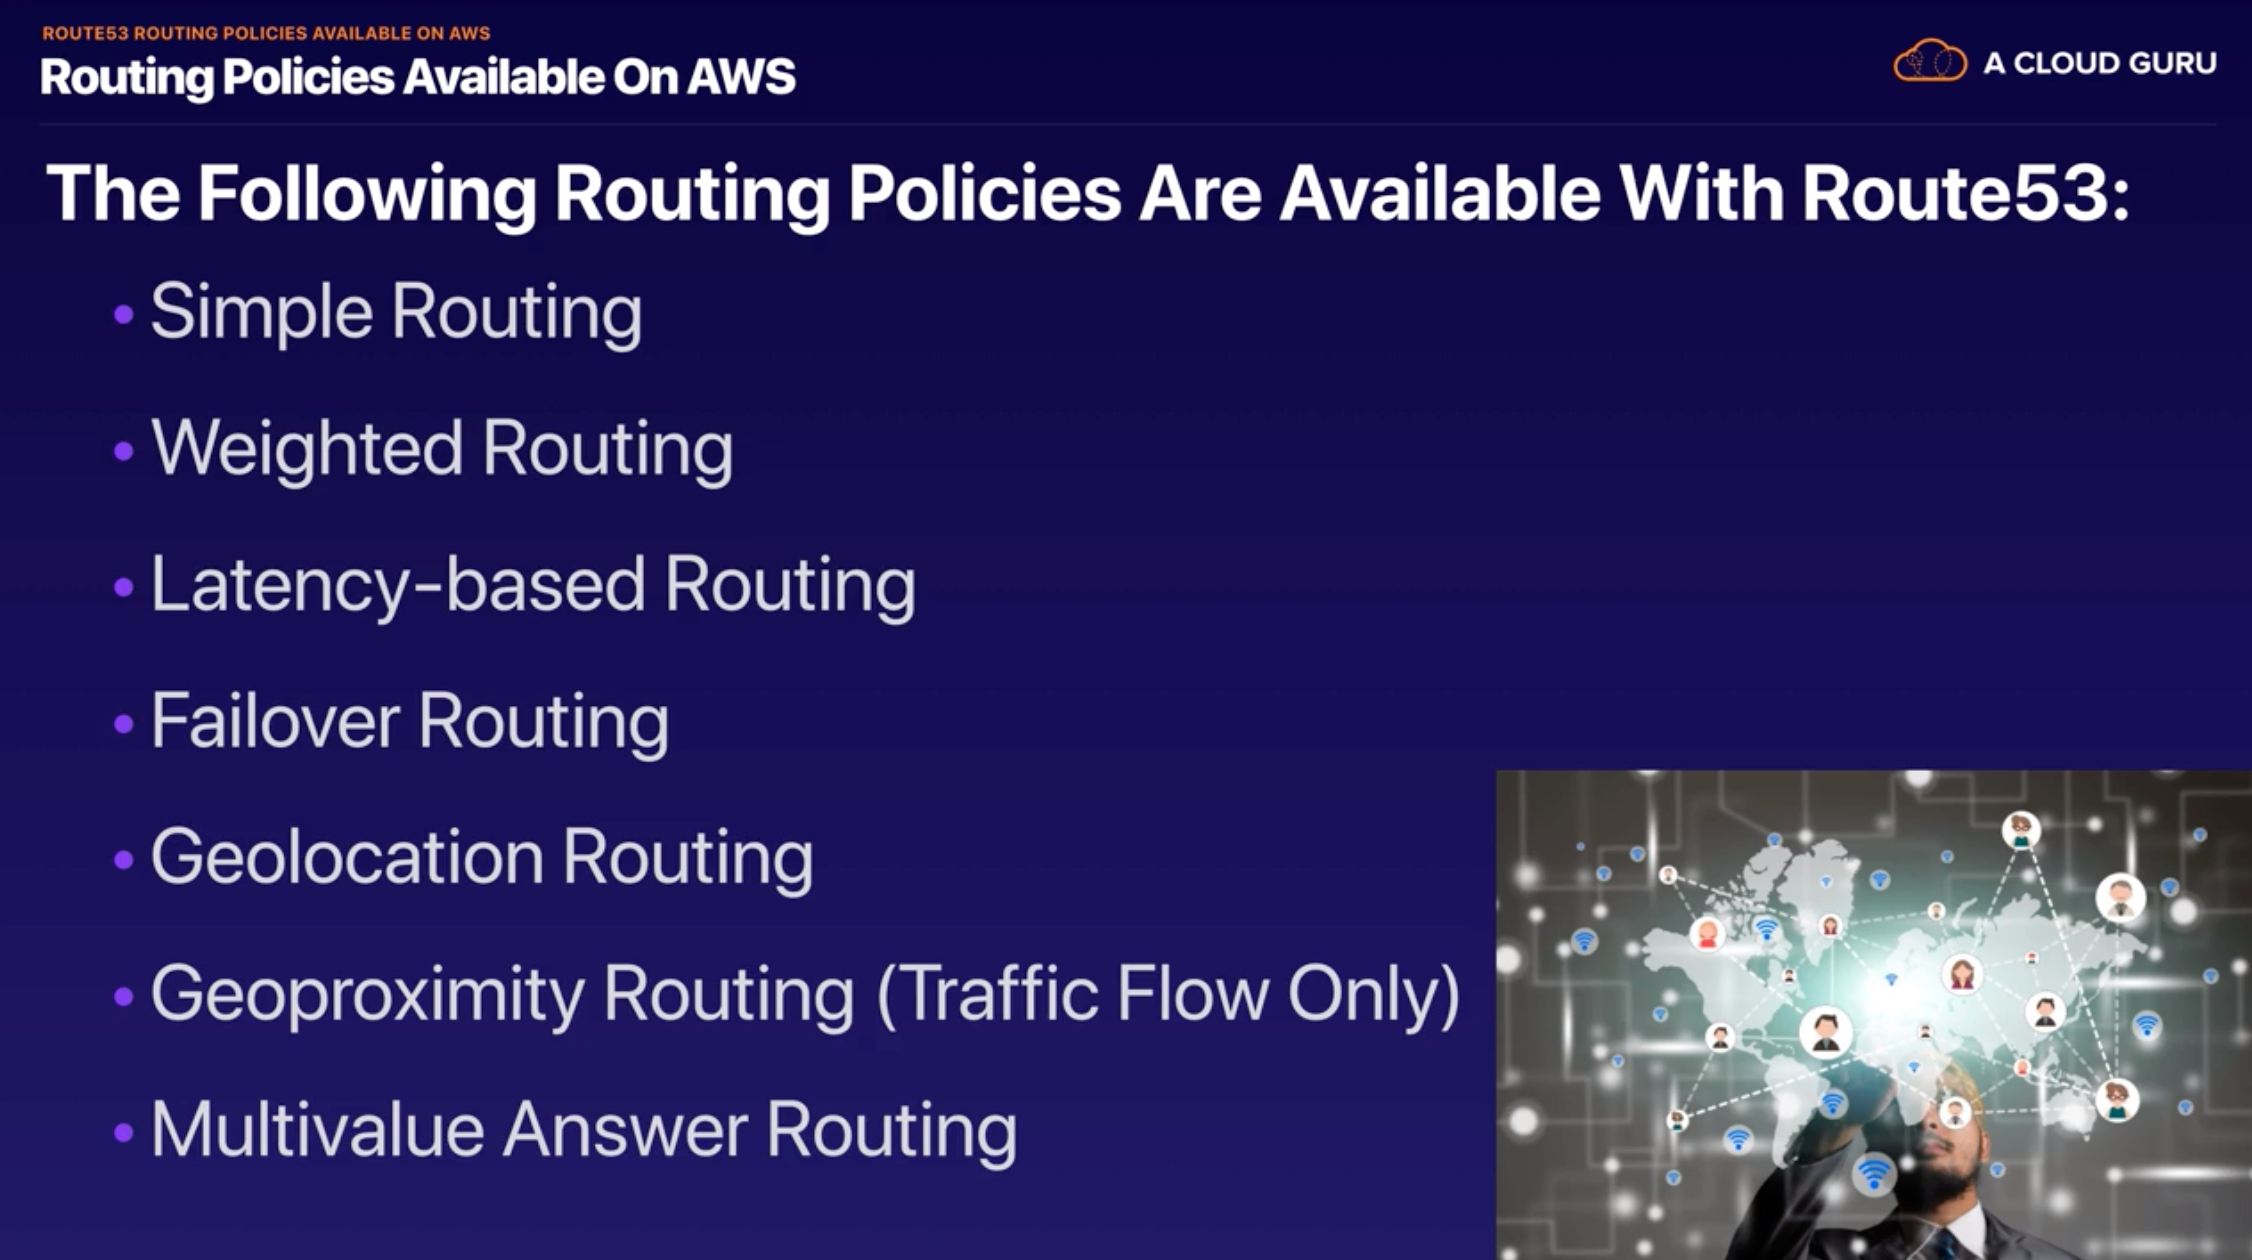 ROUTE53 ROUTING POLICIES AVAILABLE ON AWS
Routing Policies Available On AWS
A CLOUD GURU
The Following Routing Policies Are Available With Route53:
• Simple Routing
• Weighted Routing
• Latency-based Routing
• Failover Routing
• Geolocation Routing
• Geoproximity Routing (Traffic Flow Only)
• Multivalue Answer Routing